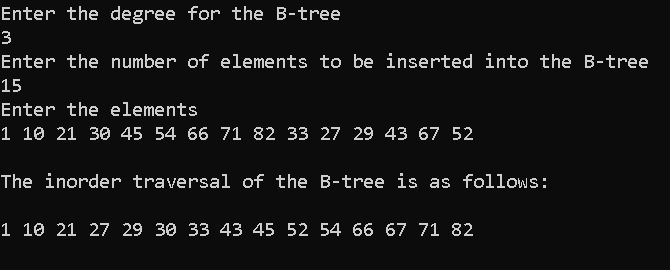 Enter the degree for the B-tree
3
Enter the number of elements to be inserted into the B-tree
15
Enter the elements
1 10 21 30 45 54 66 71 82 33 27 29 43 67 52
The inorder traversal of the B-tree is as follows:
1 10 21 27 29 30 33 43 45 52 54 66 67 71 82